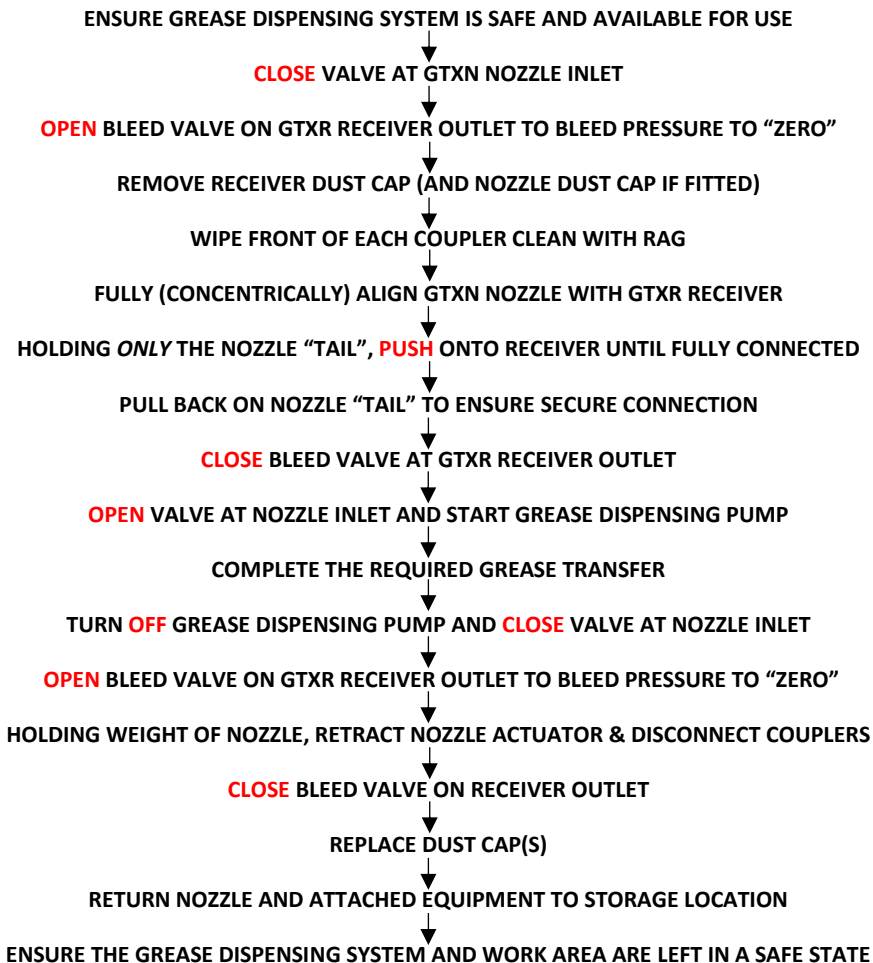 ENSURE GREASE DISPENSING SYSTEM IS SAFE AND AVAILABLE FOR USE
CLOSE VALVE AT GTXN NOZZLE INLET
OPEN BLEED VALVE ON GTXR RECEIVER OUTLET TO BLEED PRESSURE TO “ZERO”
REMOVE RECEIVER DUST CAP (AND NOZZLE DUST CAP IF FITTED)
WIPE FRONT OF EACH COUPLER CLEAN WITH RAG
FULLY (CONCENTRICALLY) ALIGN GTXN NOZZLE WITH GTXR RECEIVER
HOLDING ONLY THE NOZZLE “TAIL”, PUSH ONTO RECEIVER UNTIL FULLY CONNECTED
PULL BACK ON NOZZLE “TAIL” TO ENSURE SECURE CONNECTION
CLOSE BLEED VALVE AT GTXR RECEIVER OUTLET
OPEN VALVE AT NOZZLE INLET AND START GREASE DISPENSING PUMP
COMPLETE THE REQUIRED GREASE TRANSFER
TURN OFF GREASE DISPENSING PUMP AND CLOSE VALVE AT NOZZLE INLET
OPEN BLEED VALVE ON GTXR RECEIVER OUTLET TO BLEED PRESSURE TO “ZERO”
HOLDING WEIGHT OF NOZZLE, RETRACT NOZZLE ACTUATOR & DISCONNECT COUPLERS
CLOSE BLEED VALVE ON RECEIVER OUTLET
REPLACE DUST CAP(S)
RETURN NOZZLE AND ATTACHED EQUIPMENT TO STORAGE LOCATION
ENSURE THE GREASE DISPENSING SYSTEM AND WORK AREA ARE LEFT IN A SAFE STATE